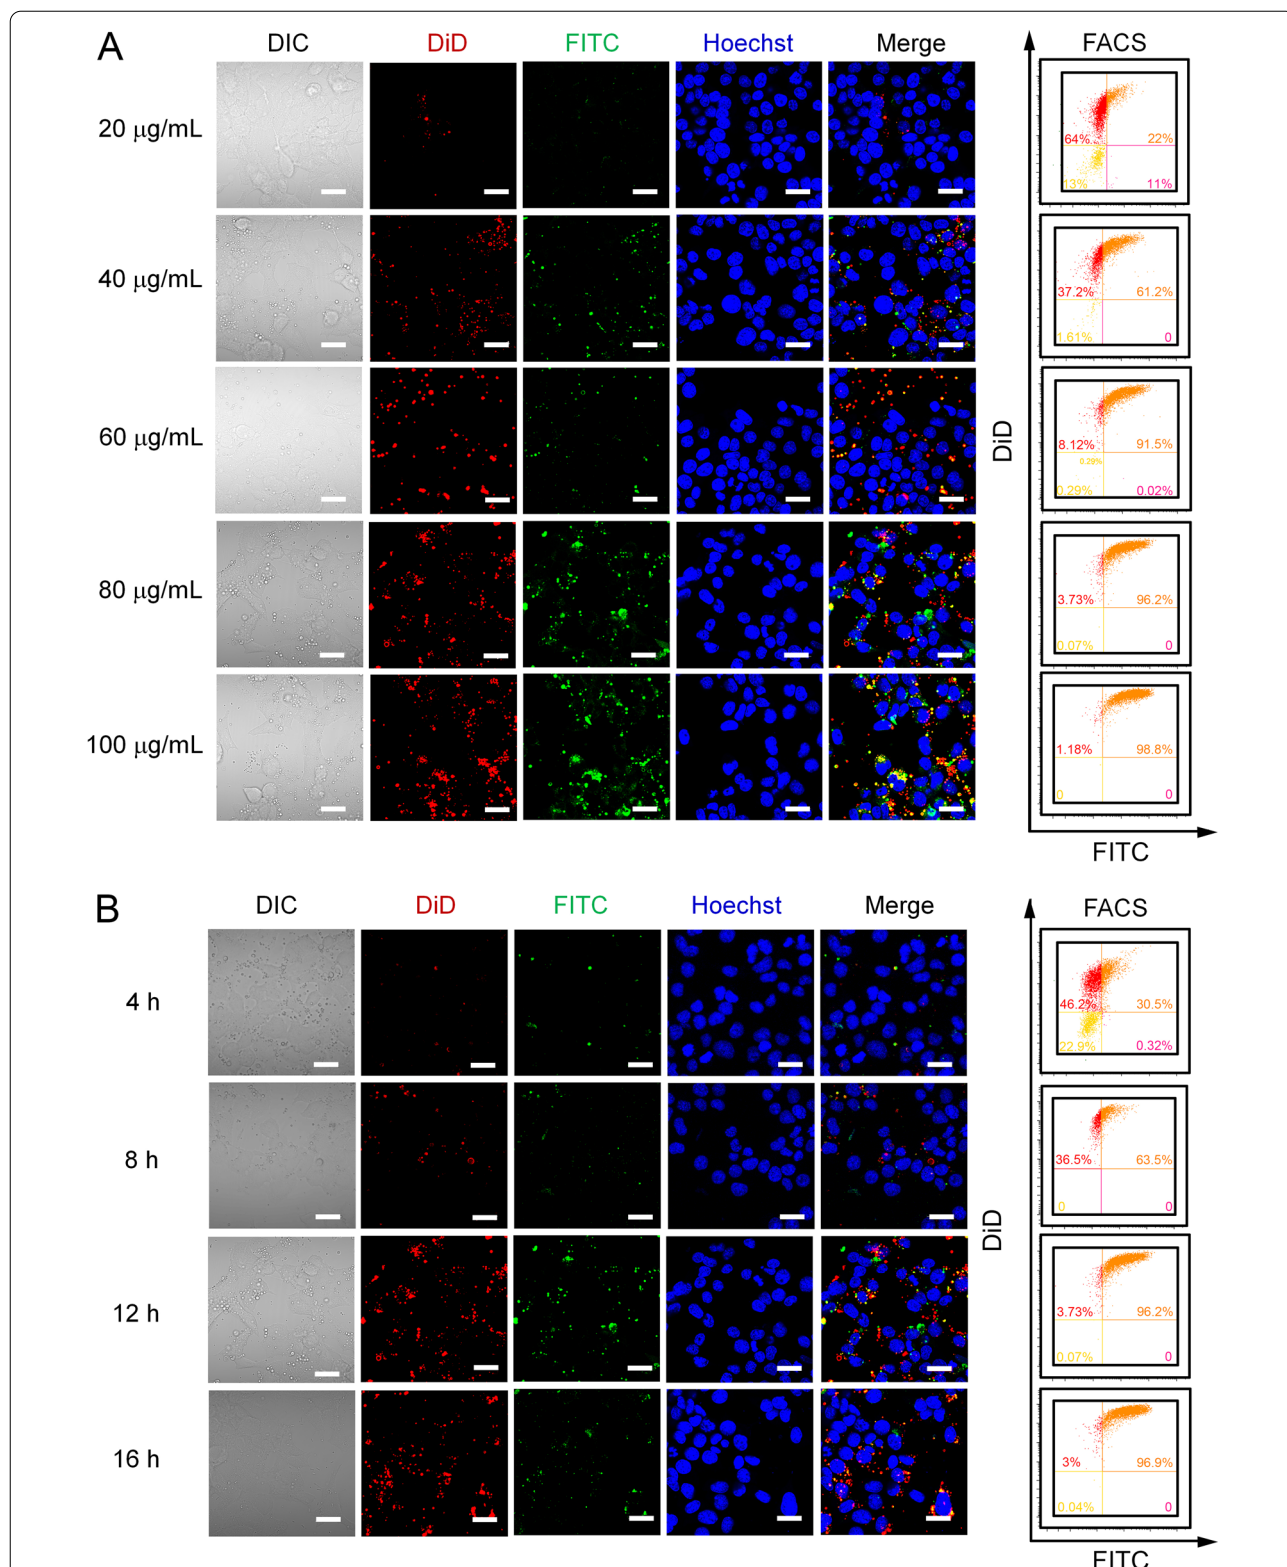 A DIC DiD FITC Hoechst Merge FACS
20 µg/mL
64% 22%
13% 11%
40 µg/mL
37.2% 61.2%
1.61% 0
60 µg/mL
8.12% 91.5%
0.29%
0.29% 0.02%
80 µg/mL
3.73% 96.2%
0.07% 0
100 µg/mL
1.18% 98.8%
0 0
DiD
FITC
B DIC DiD FITC Hoechst Merge FACS
4 h
46.2% 30.5%
22.9% 0.32%
8 h
36.5% 63.5%
0 0
12 h
3.73% 96.2%
0.07% 0
16 h
3% 96.9%
0.04% 0
DiD
FITC